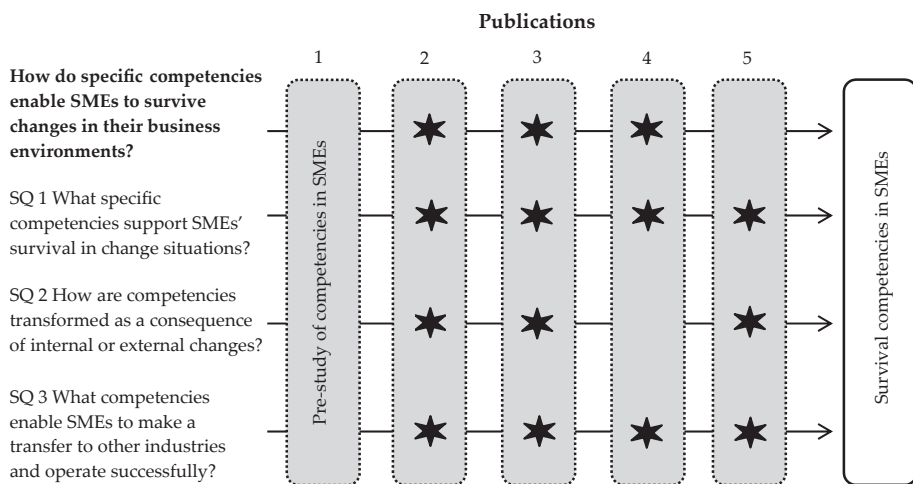 Publications
1
2
3
4
5
How do specific competencies
enable SMEs to survive
changes in their business
environments?
SQ 1 What specific
competencies support SMEs’
survival in change situations?
SQ 2 How are competencies
transformed as a consequence
of internal or external changes?
SQ 3 What competencies
enable SMEs to make a
transfer to other industries
and operate successfully?
Pre-study of competencies in SMEs
Survival competencies in SMEs